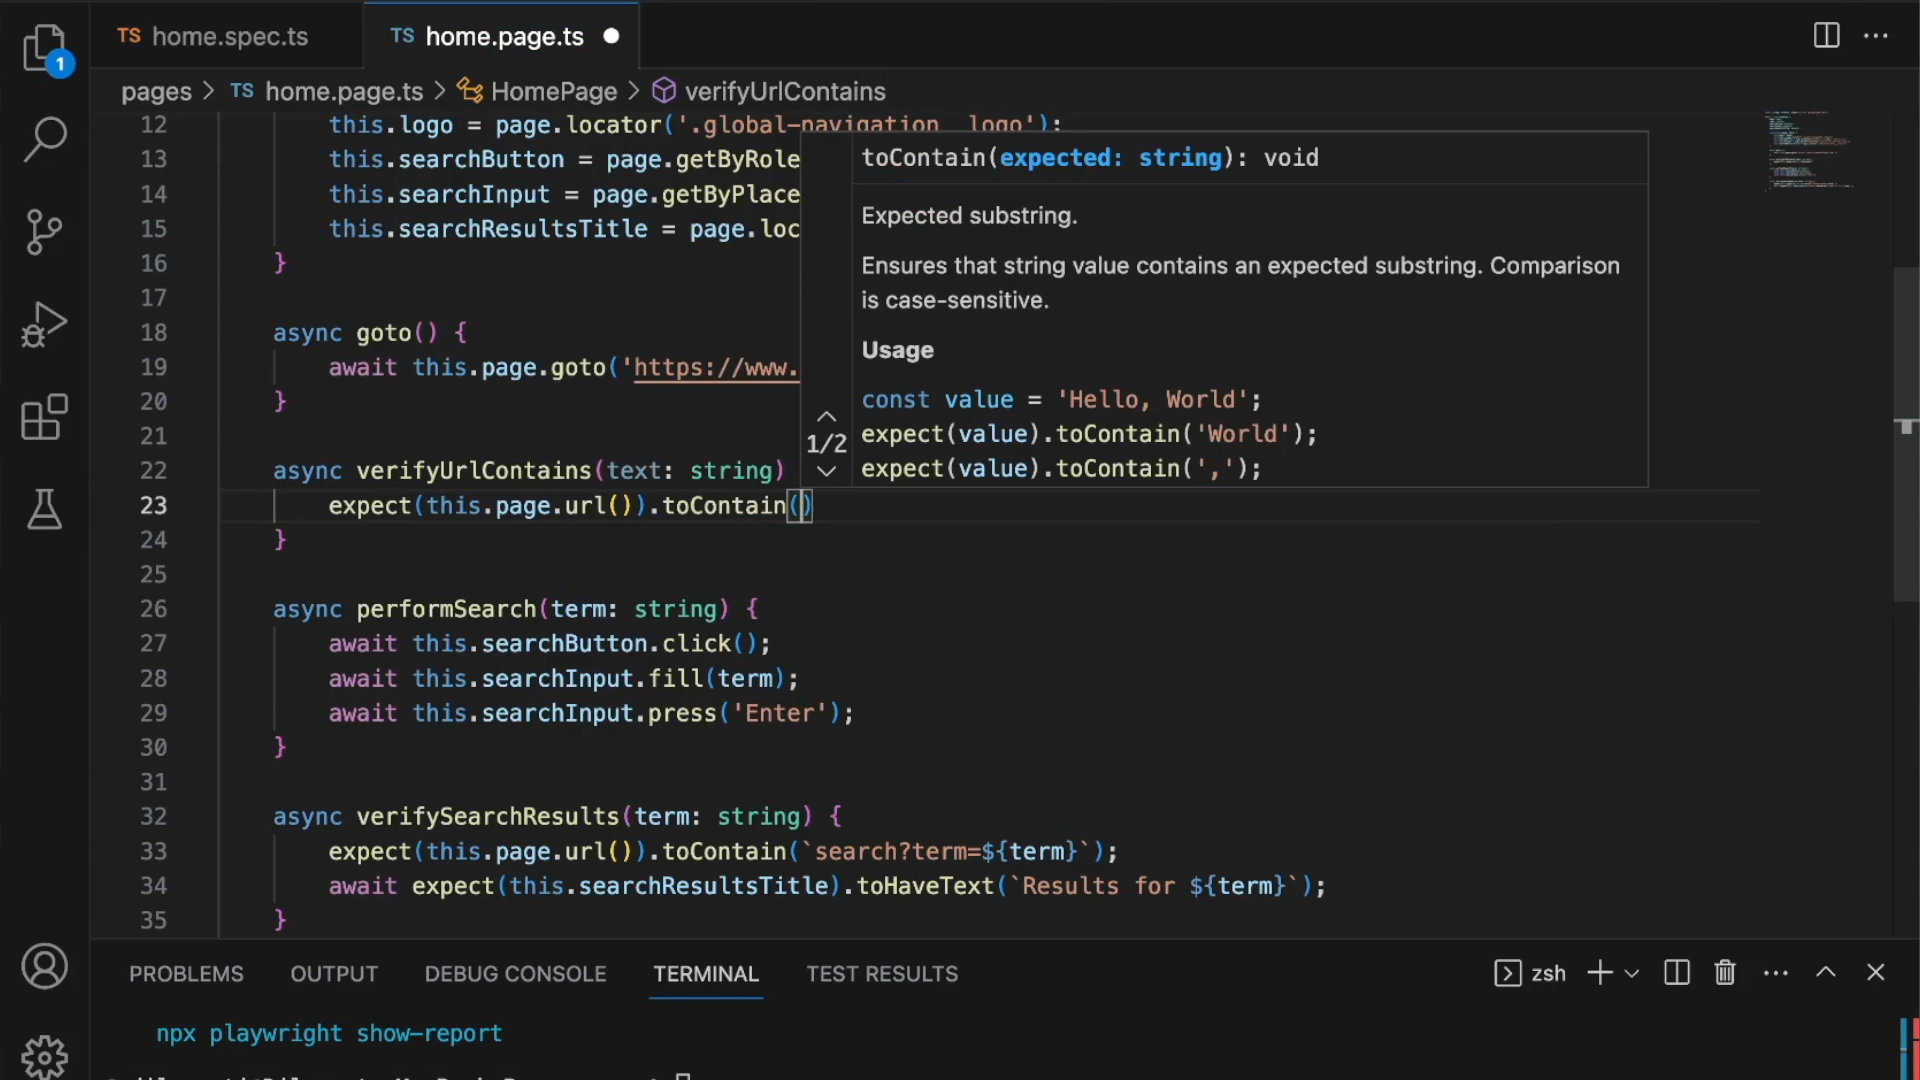 1
TS home.spec.ts
TS home.page.ts
pages > TS home.page.ts > HomePage > verifyUrlContains
12 this.logo = page.locator('.global-navigation__logo');
13 this.searchButton = page.getByRole
14 this.searchInput = page.getByPlace
15 this.searchResultsTitle = page.loc
16 }
17
18 async goto() {
19 await this.page.goto('https://www.
20 }
21
22 async verifyUrlContains(text: string)
23 expect(this.page.url()).toContain()
24 }
25
26 async performSearch(term: string) {
27 await this.searchButton.click();
28 await this.searchInput.fill(term);
29 await this.searchInput.press('Enter');
30 }
31
32 async verifySearchResults(term: string) {
33 expect(this.page.url()).toContain(`search?term=${term}`);
34 await expect(this.searchResultsTitle).toHaveText(`Results for ${term}`);
35 }
toContain(expected: string): void
Expected substring.
Ensures that string value contains an expected substring. Comparison
is case-sensitive.
Usage
const value = 'Hello, World';
expect(value).toContain('World');
expect(value).toContain(',');
1/2
PROBLEMS OUTPUT DEBUG CONSOLE TERMINAL TEST RESULTS
zsh
npx playwright show-report